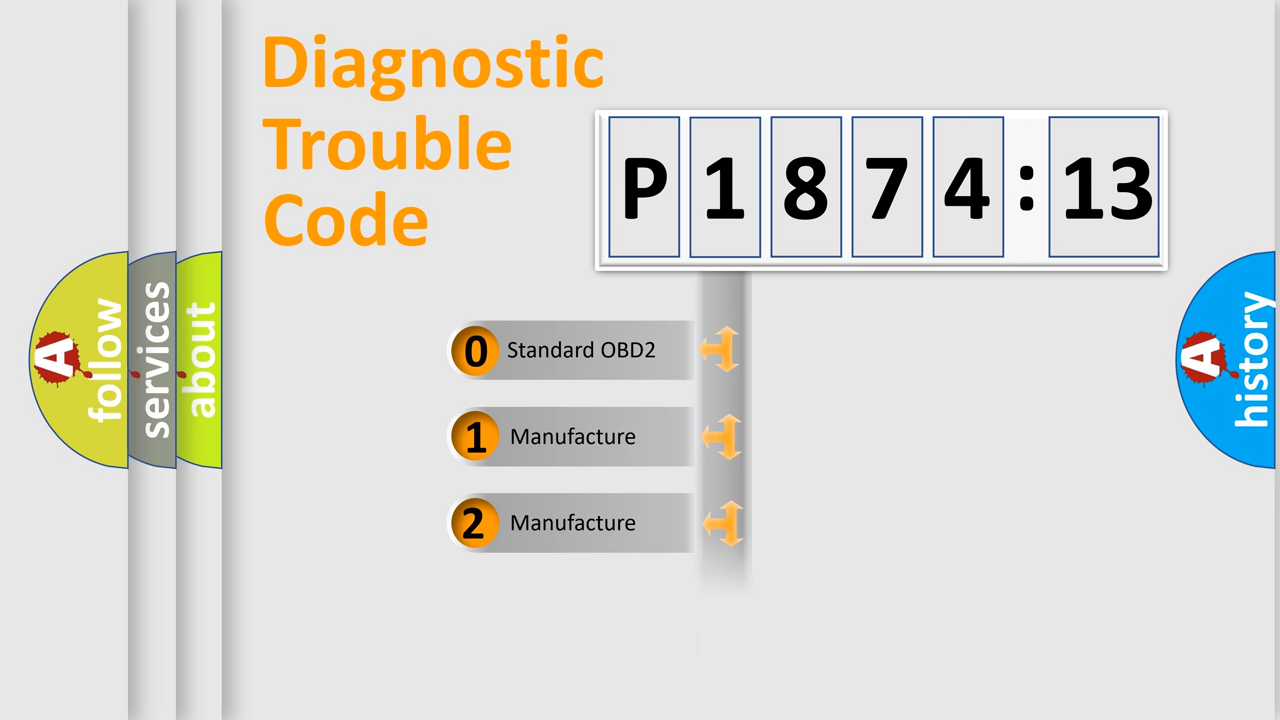 Diagnostic
Trouble
Code
P 1 8 7 4 : 13
0 Standard OBD2
1 Manufacture
2 Manufacture
A follow
services
about
A history